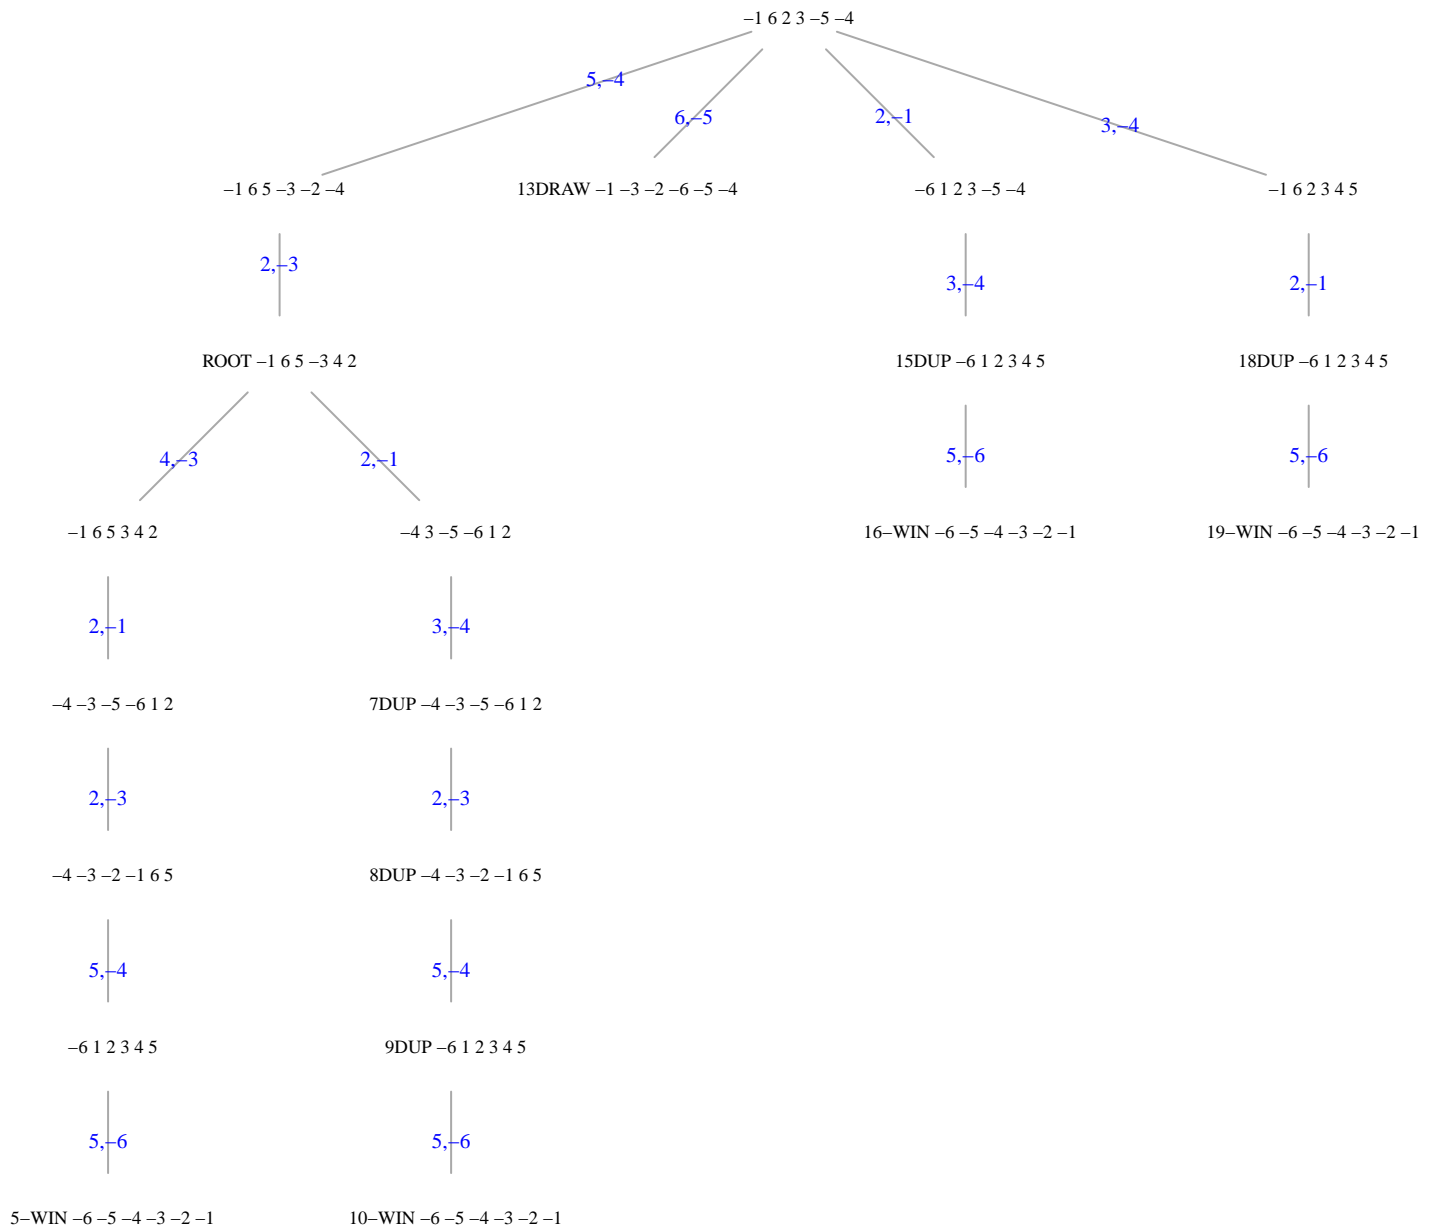 –1 6 2 3 –5 –4
5,–4
6,–5
2,–1
3,–4
–1 6 5 –3 –2 –4
13DRAW –1 –3 –2 –6 –5 –4
–6 1 2 3 –5 –4
–1 6 2 3 4 5
2,–3
3,–4
2,–1
ROOT –1 6 5 –3 4 2
15DUP –6 1 2 3 4 5
18DUP –6 1 2 3 4 5
4,–3
2,–1
5,–6
5,–6
–1 6 5 3 4 2
–4 3 –5 –6 1 2
16–WIN –6 –5 –4 –3 –2 –1
19–WIN –6 –5 –4 –3 –2 –1
2,–1
3,–4
–4 –3 –5 –6 1 2
7DUP –4 –3 –5 –6 1 2
2,–3
2,–3
–4 –3 –2 –1 6 5
8DUP –4 –3 –2 –1 6 5
5,–4
5,–4
–6 1 2 3 4 5
9DUP –6 1 2 3 4 5
5,–6
5,–6
5–WIN –6 –5 –4 –3 –2 –1
10–WIN –6 –5 –4 –3 –2 –1